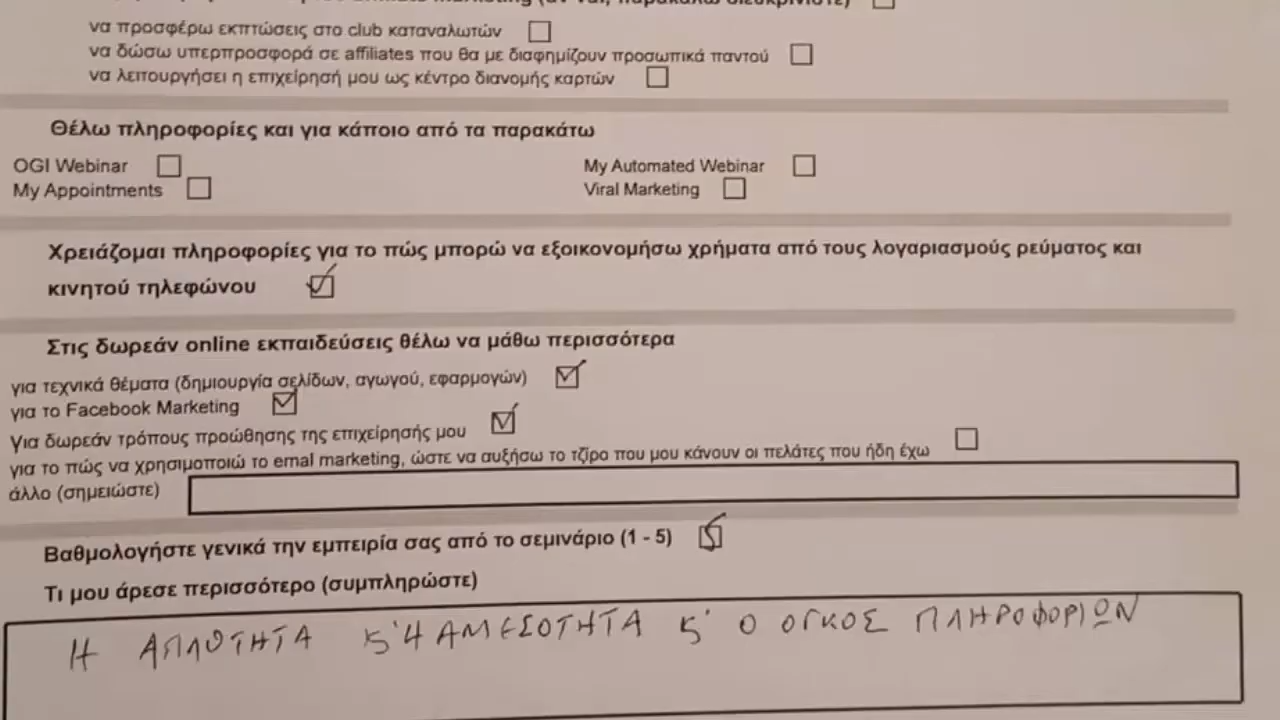 να προσφέρω εκπτώσεις στο club καταναλωτών
να δώσω υπερπροσφορά σε affiliates που θα με διαφημίζουν προσωπικά παντού
να λειτουργήσει η επιχείρησή μου ως κέντρο διανομής καρτών
Θέλω πληροφορίες και για κάποιο από τα παρακάτω
OGI Webinar
My Automated Webinar
My Appointments
Viral Marketing
Χρειάζομαι πληροφορίες για το πώς μπορώ να εξοικονομήσω χρήματα από τους λογαριασμούς ρεύματος και
κινητού τηλεφώνου
Στις δωρεάν online εκπαιδεύσεις θέλω να μάθω περισσότερα
για τεχνικά θέματα (δημιουργία σελίδων, αγωγού, εφαρμογών)
για το Facebook Marketing
Για δωρεάν τρόπους προώθησης της επιχείρησής μου
για το πώς να χρησιμοποιώ το emal marketing, ώστε να αυξήσω το τζίρο που μου κάνουν οι πελάτες που ήδη έχω
άλλο (σημειώστε)
Βαθμολογήστε γενικά την εμπειρία σας από το σεμινάριο (1 - 5) 5
Τι μου άρεσε περισσότερο (συμπληρώστε)
Η ΑΠΛΟΤΗΤΑ Κ' Η ΑΜΕΣΟΤΗΤΑ Κ' Ο ΟΓΚΟΣ ΠΛΗΡΟΦΟΡΙΩΝ